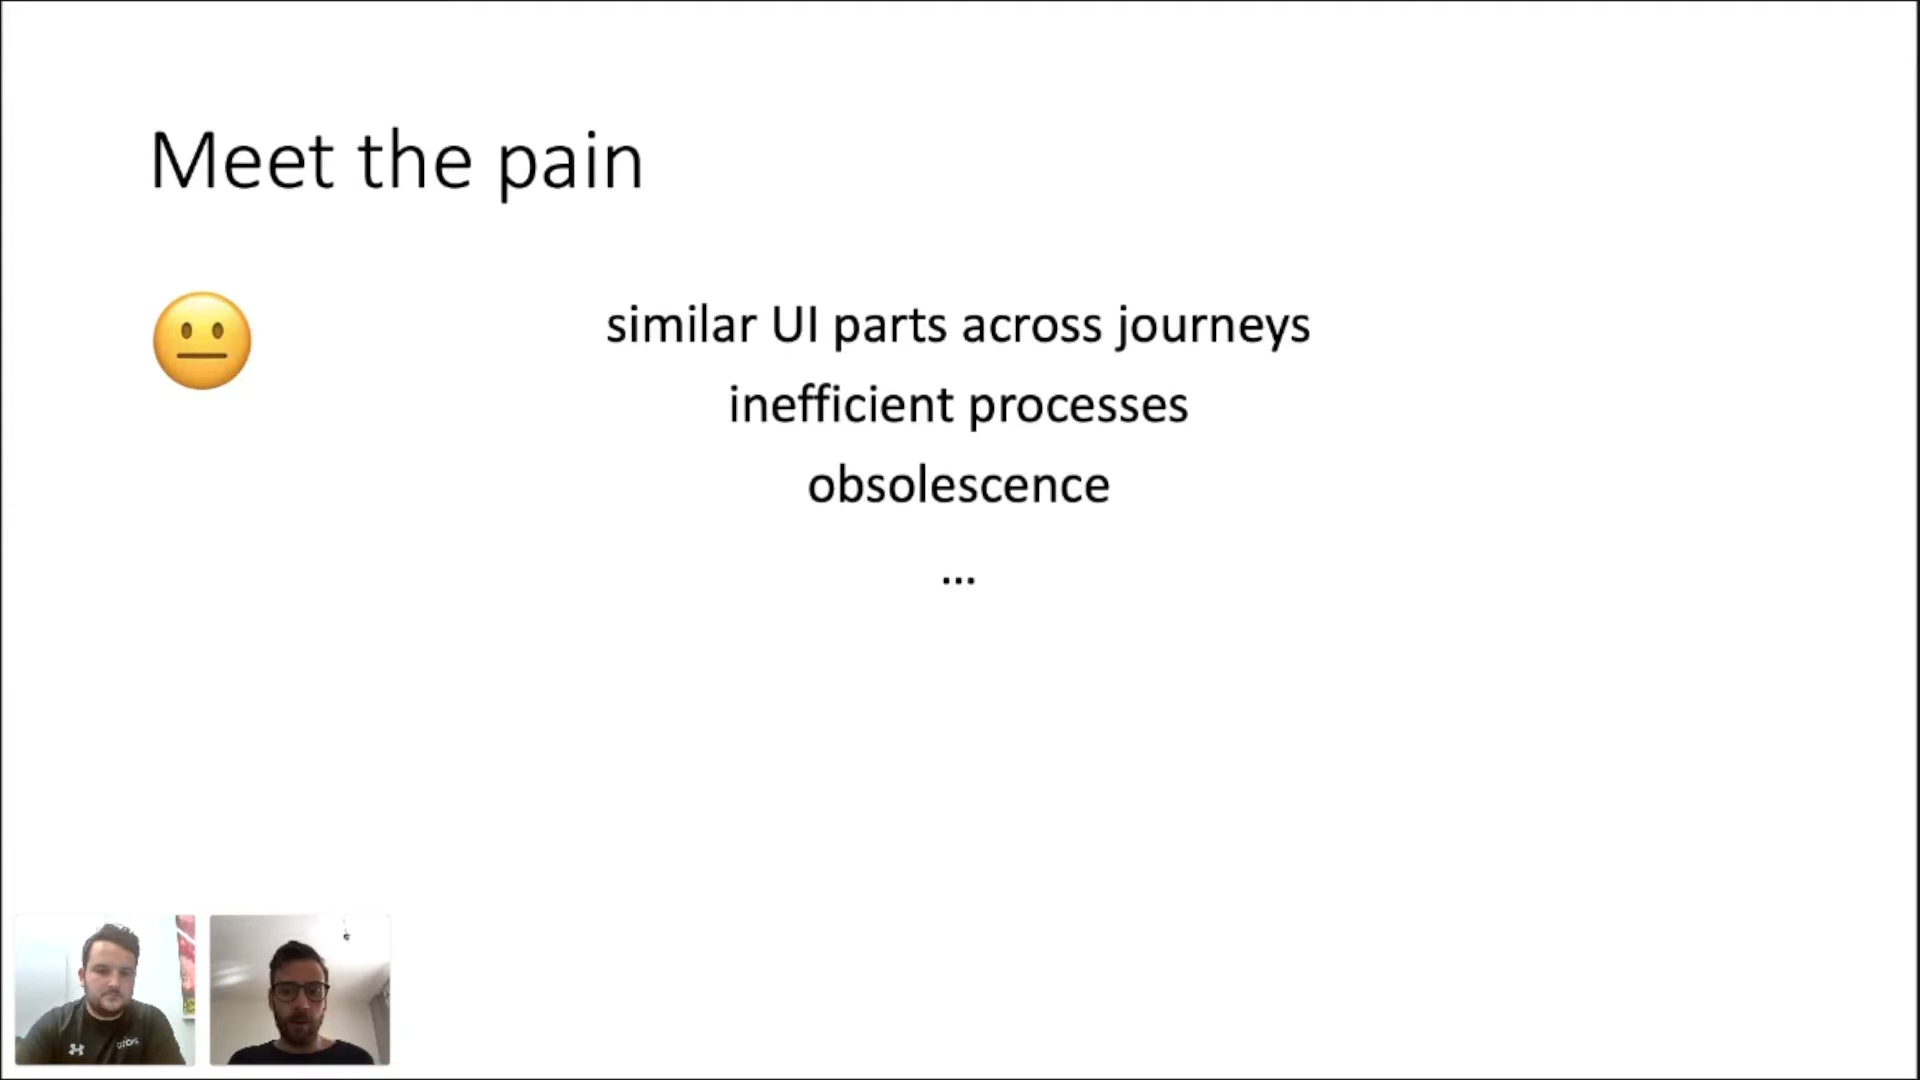 Meet the pain
similar UI parts across journeys
inefficient processes
obsolescence
...